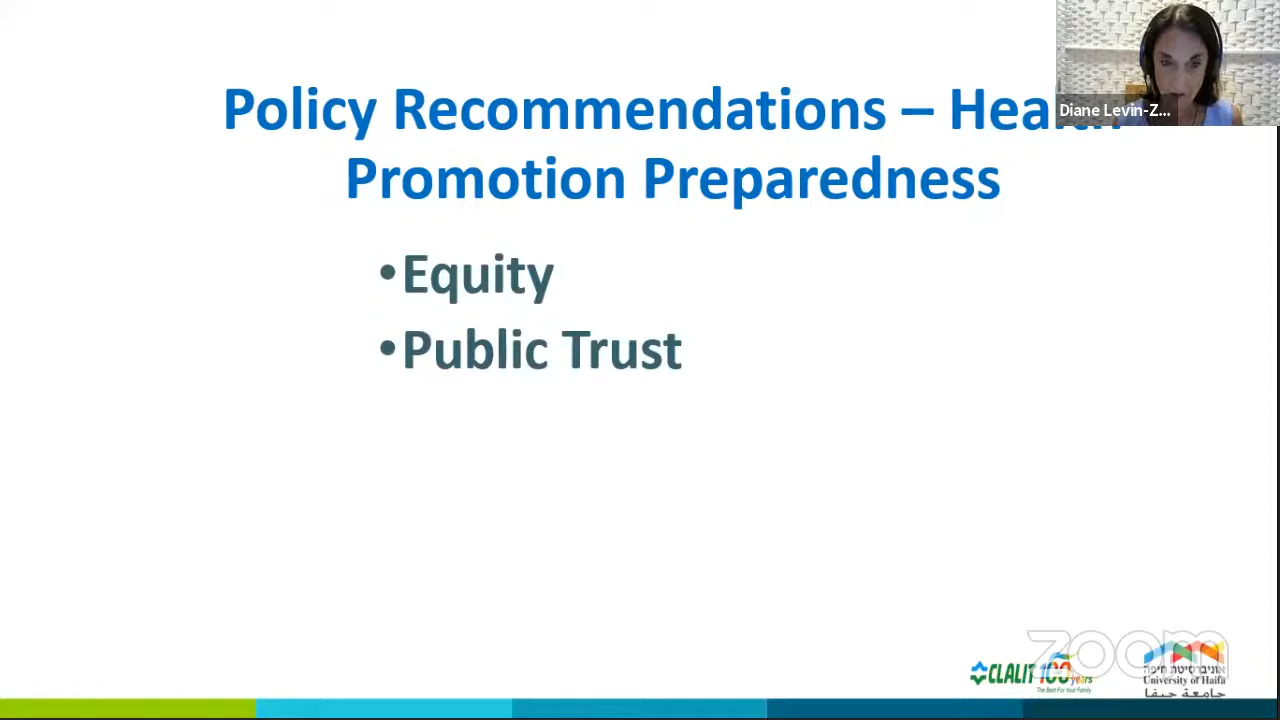 Policy Recommendations – Health
Promotion Preparedness
Diane Levin-Z...
•Equity
•Public Trust
zoom
CLALIT 100 years
The Best For Your Family
אוניברסיטת חיפה
University of Haifa
جامعة حيفا